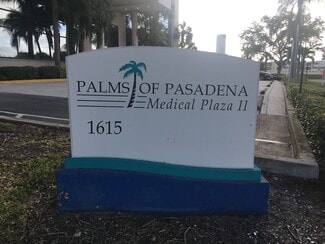 PALMS OF PASADENA
Medical Plaza II
1615